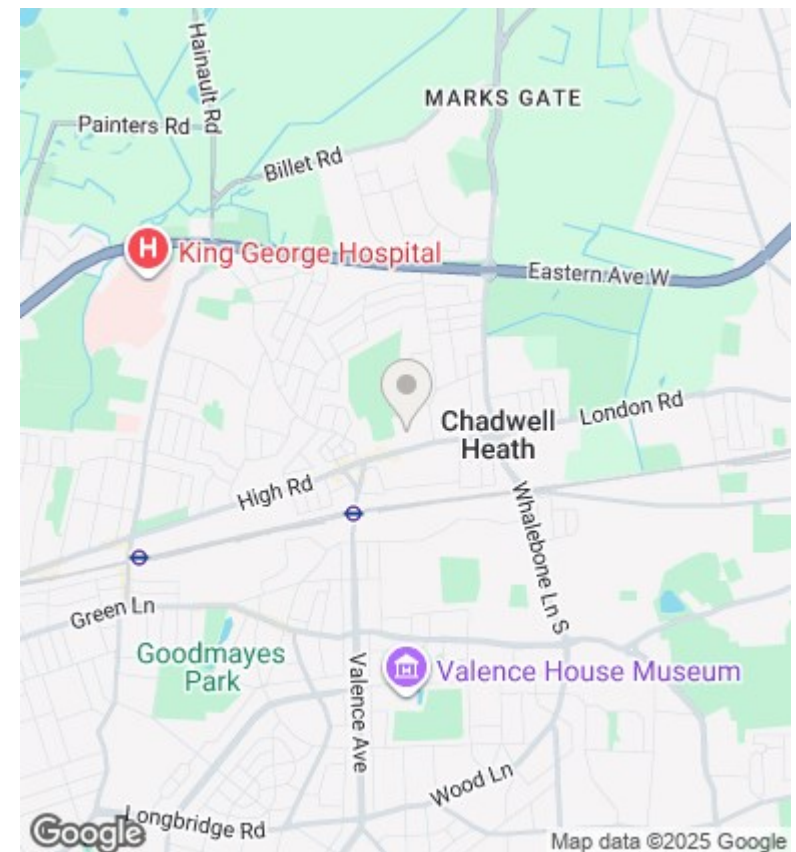 Hainault Rd
MARKS GATE
Painters Rd
Billet Rd
H
King George Hospital
Eastern Ave W
London Rd
Chadwell
Heath
High Rd
Whalebone Ln S
Green Ln
Goodmayes
Park
Valence House Museum
Valence Ave
Wood Ln
Longbridge Rd
Google
Map data ©2025 Google